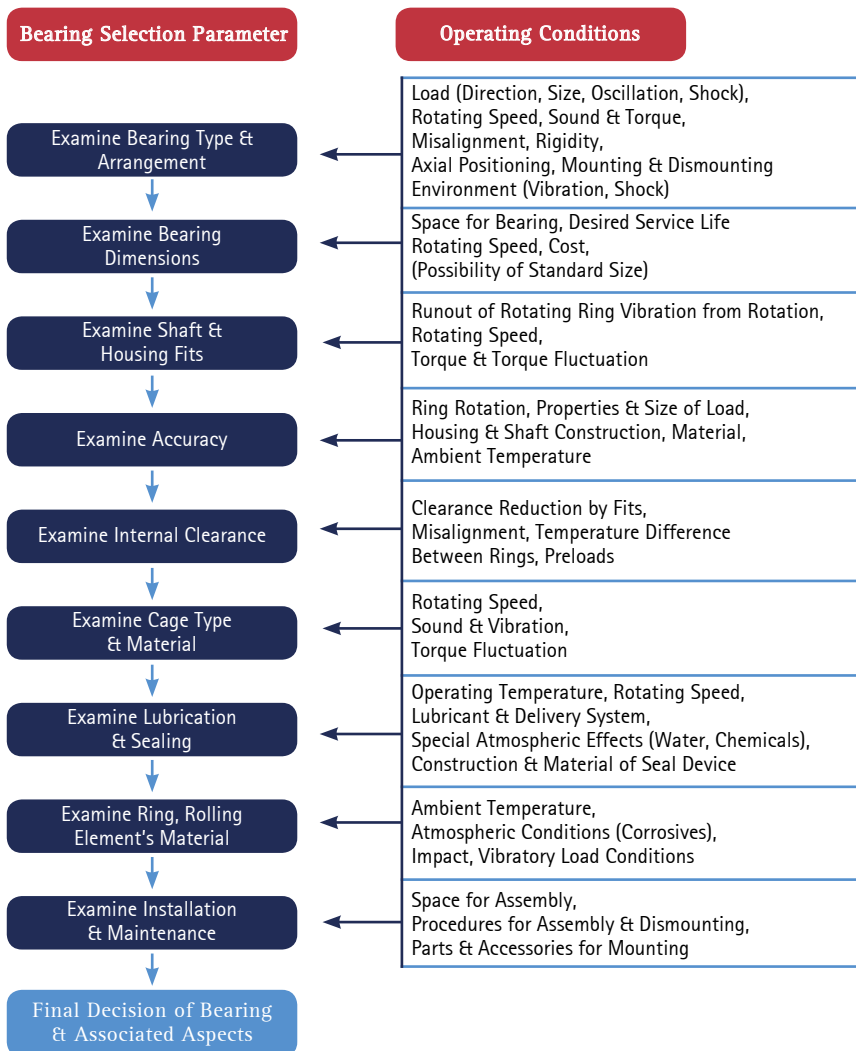 Bearing Selection Parameter
Operating Conditions
Examine Bearing Type &
Arrangement
Load (Direction, Size, Oscillation, Shock),
Rotating Speed, Sound & Torque,
Misalignment, Rigidity,
Axial Positioning, Mounting & Dismounting
Environment (Vibration, Shock)
Examine Bearing
Dimensions
Space for Bearing, Desired Service Life
Rotating Speed, Cost,
(Possibility of Standard Size)
Examine Shaft &
Housing Fits
Runout of Rotating Ring Vibration from Rotation,
Rotating Speed,
Torque & Torque Fluctuation
Examine Accuracy
Ring Rotation, Properties & Size of Load,
Housing & Shaft Construction, Material,
Ambient Temperature
Examine Internal Clearance
Clearance Reduction by Fits,
Misalignment, Temperature Difference
Between Rings, Preloads
Examine Cage Type
& Material
Rotating Speed,
Sound & Vibration,
Torque Fluctuation
Examine Lubrication
& Sealing
Operating Temperature, Rotating Speed,
Lubricant & Delivery System,
Special Atmospheric Effects (Water, Chemicals),
Construction & Material of Seal Device
Examine Ring, Rolling
Element's Material
Ambient Temperature,
Atmospheric Conditions (Corrosives),
Impact, Vibratory Load Conditions
Examine Installation
& Maintenance
Space for Assembly,
Procedures for Assembly & Dismounting,
Parts & Accessories for Mounting
Final Decision of Bearing
& Associated Aspects